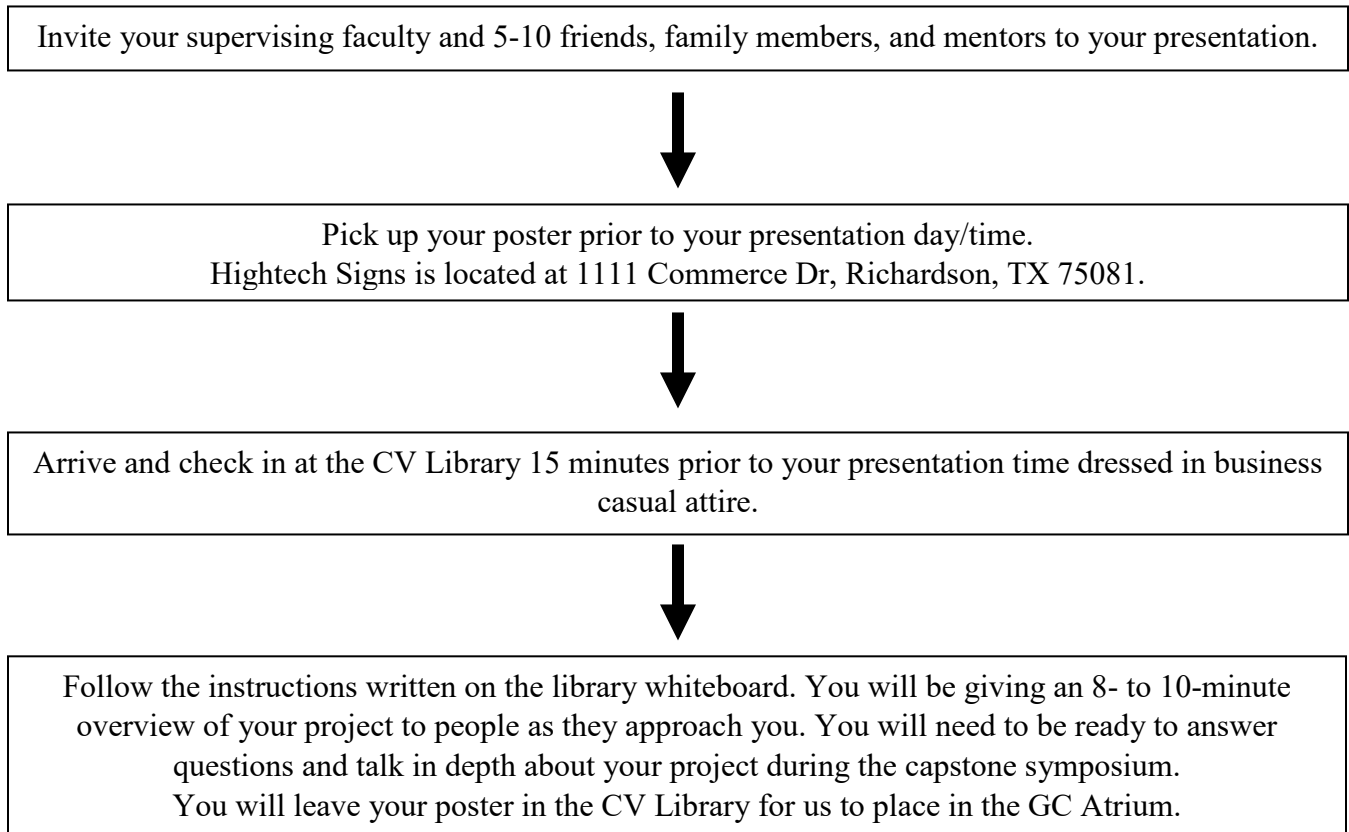 Invite your supervising faculty and 5-10 friends, family members, and mentors to your presentation.
Pick up your poster prior to your presentation day/time.
Hightech Signs is located at 1111 Commerce Dr, Richardson, TX 75081.
Arrive and check in at the CV Library 15 minutes prior to your presentation time dressed in business
casual attire.
Follow the instructions written on the library whiteboard. You will be giving an 8- to 10-minute
overview of your project to people as they approach you. You will need to be ready to answer
questions and talk in depth about your project during the capstone symposium.
You will leave your poster in the CV Library for us to place in the GC Atrium.